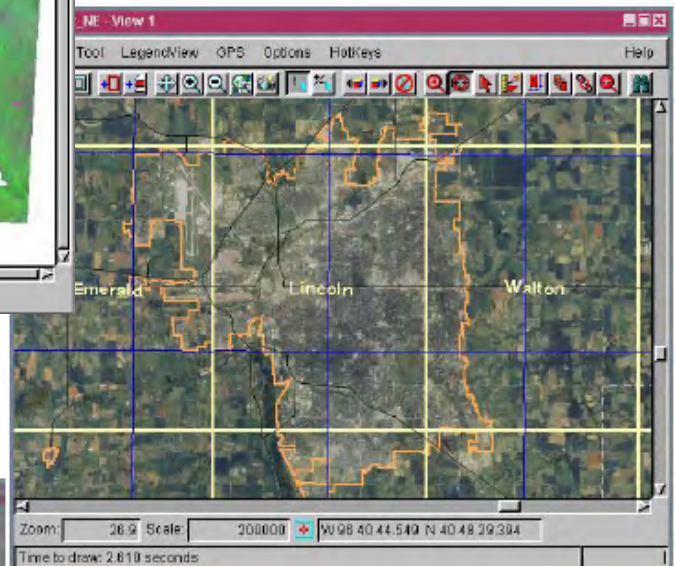 _NE - View 1
Tool LegendView GPS Options HotKeys Help
Emerald Lincoln Walton
Zoom: 26.9 Scale: 200000 W 96 40 44.549 N 40 48 29.394
Time to draw: 2.610 seconds